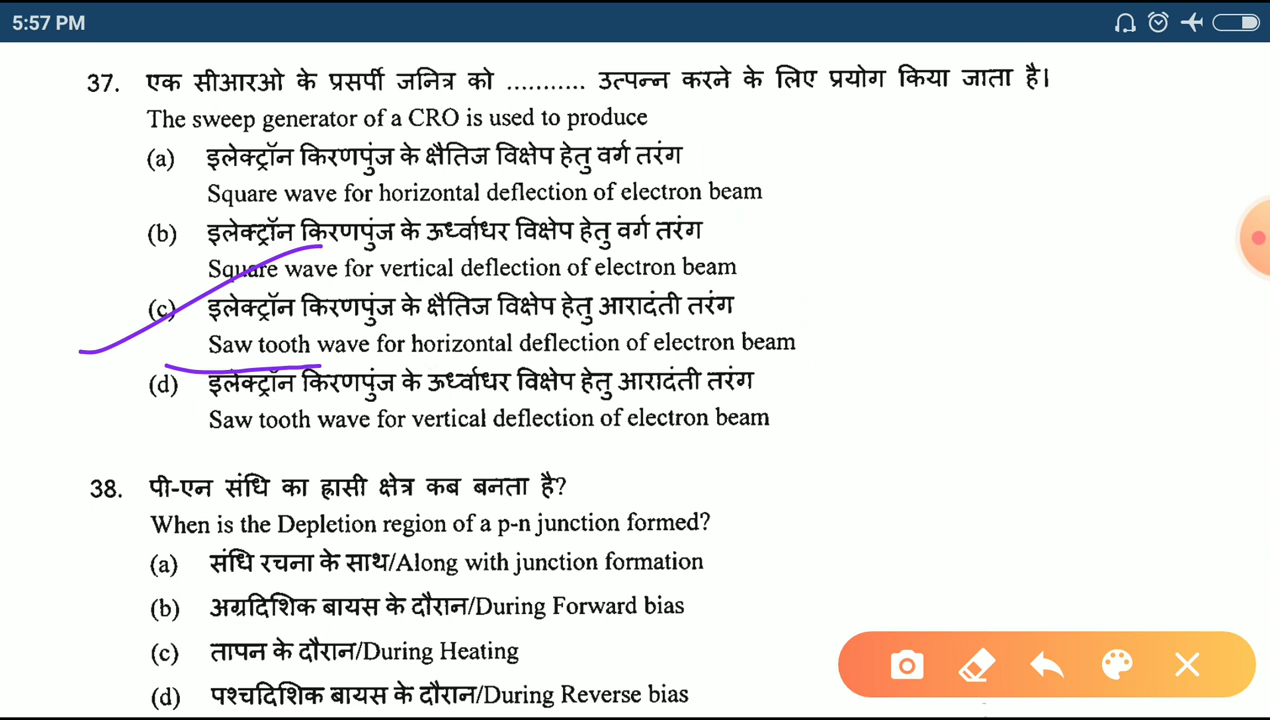 5:57 PM
37. एक सीआरओ के प्रसर्पी जनित्र को ........... उत्पन्न करने के लिए प्रयोग किया जाता है।
The sweep generator of a CRO is used to produce
(a) इलेक्ट्रॉन किरणपुंज के क्षैतिज विक्षेप हेतु वर्ग तरंग
Square wave for horizontal deflection of electron beam
(b) इलेक्ट्रॉन किरणपुंज के ऊर्ध्वाधर विक्षेप हेतु वर्ग तरंग
Square wave for vertical deflection of electron beam
(c) इलेक्ट्रॉन किरणपुंज के क्षैतिज विक्षेप हेतु आरादंती तरंग
Saw tooth wave for horizontal deflection of electron beam
(d) इलेक्ट्रॉन किरणपुंज के ऊर्ध्वाधर विक्षेप हेतु आरादंती तरंग
Saw tooth wave for vertical deflection of electron beam
38. पी-एन संधि का ह्रासी क्षेत्र कब बनता है?
When is the Depletion region of a p-n junction formed?
(a) संधि रचना के साथ/Along with junction formation
(b) अग्रदिशिक बायस के दौरान/During Forward bias
(c) तापन के दौरान/During Heating
(d) पश्चदिशिक बायस के दौरान/During Reverse bias